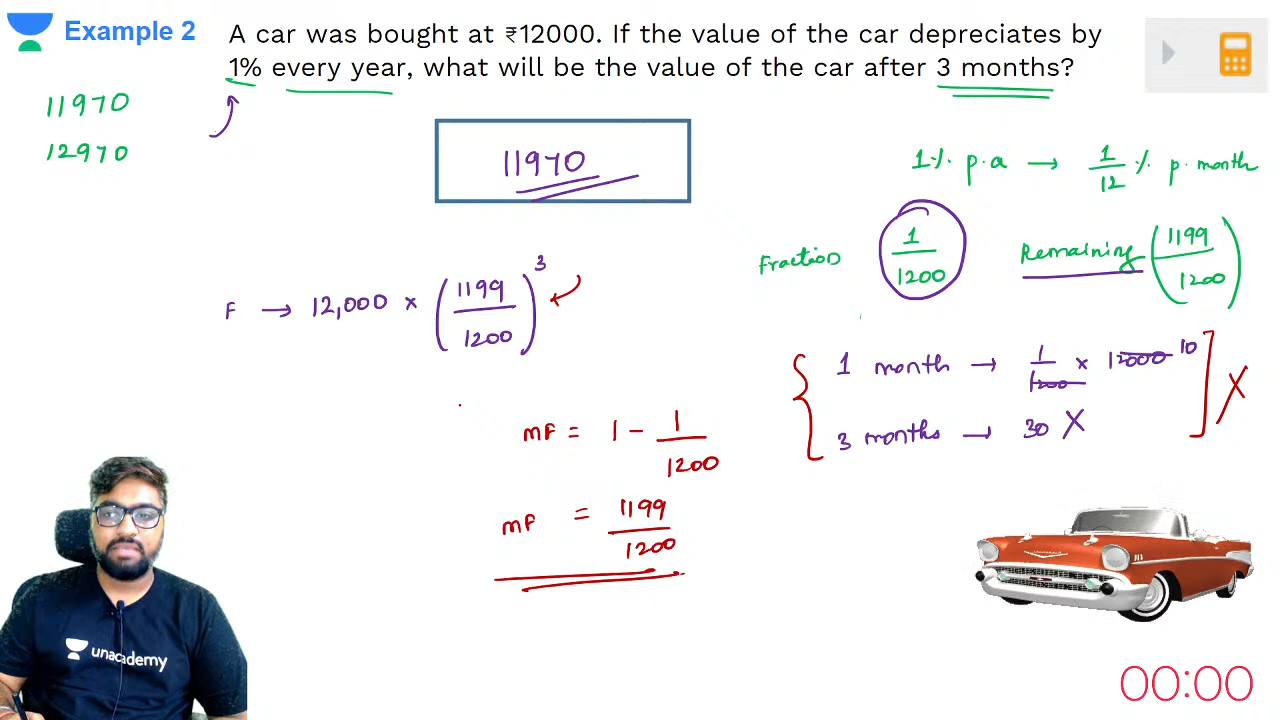 Example 2
A car was bought at ₹12000. If the value of the car depreciates by
1% every year, what will be the value of the car after 3 months?
11970
12970
11970
1% p.a → 1/12 % p. month
Fraction 1/1200 Remaining (1199/1200)
F → 12,000 × (1199/1200)³
1 month → 1/1200 × 12000 10
3 months → 30 X
X
MF = 1 - 1/1200
MF = 1199/1200
unacademy
00:00